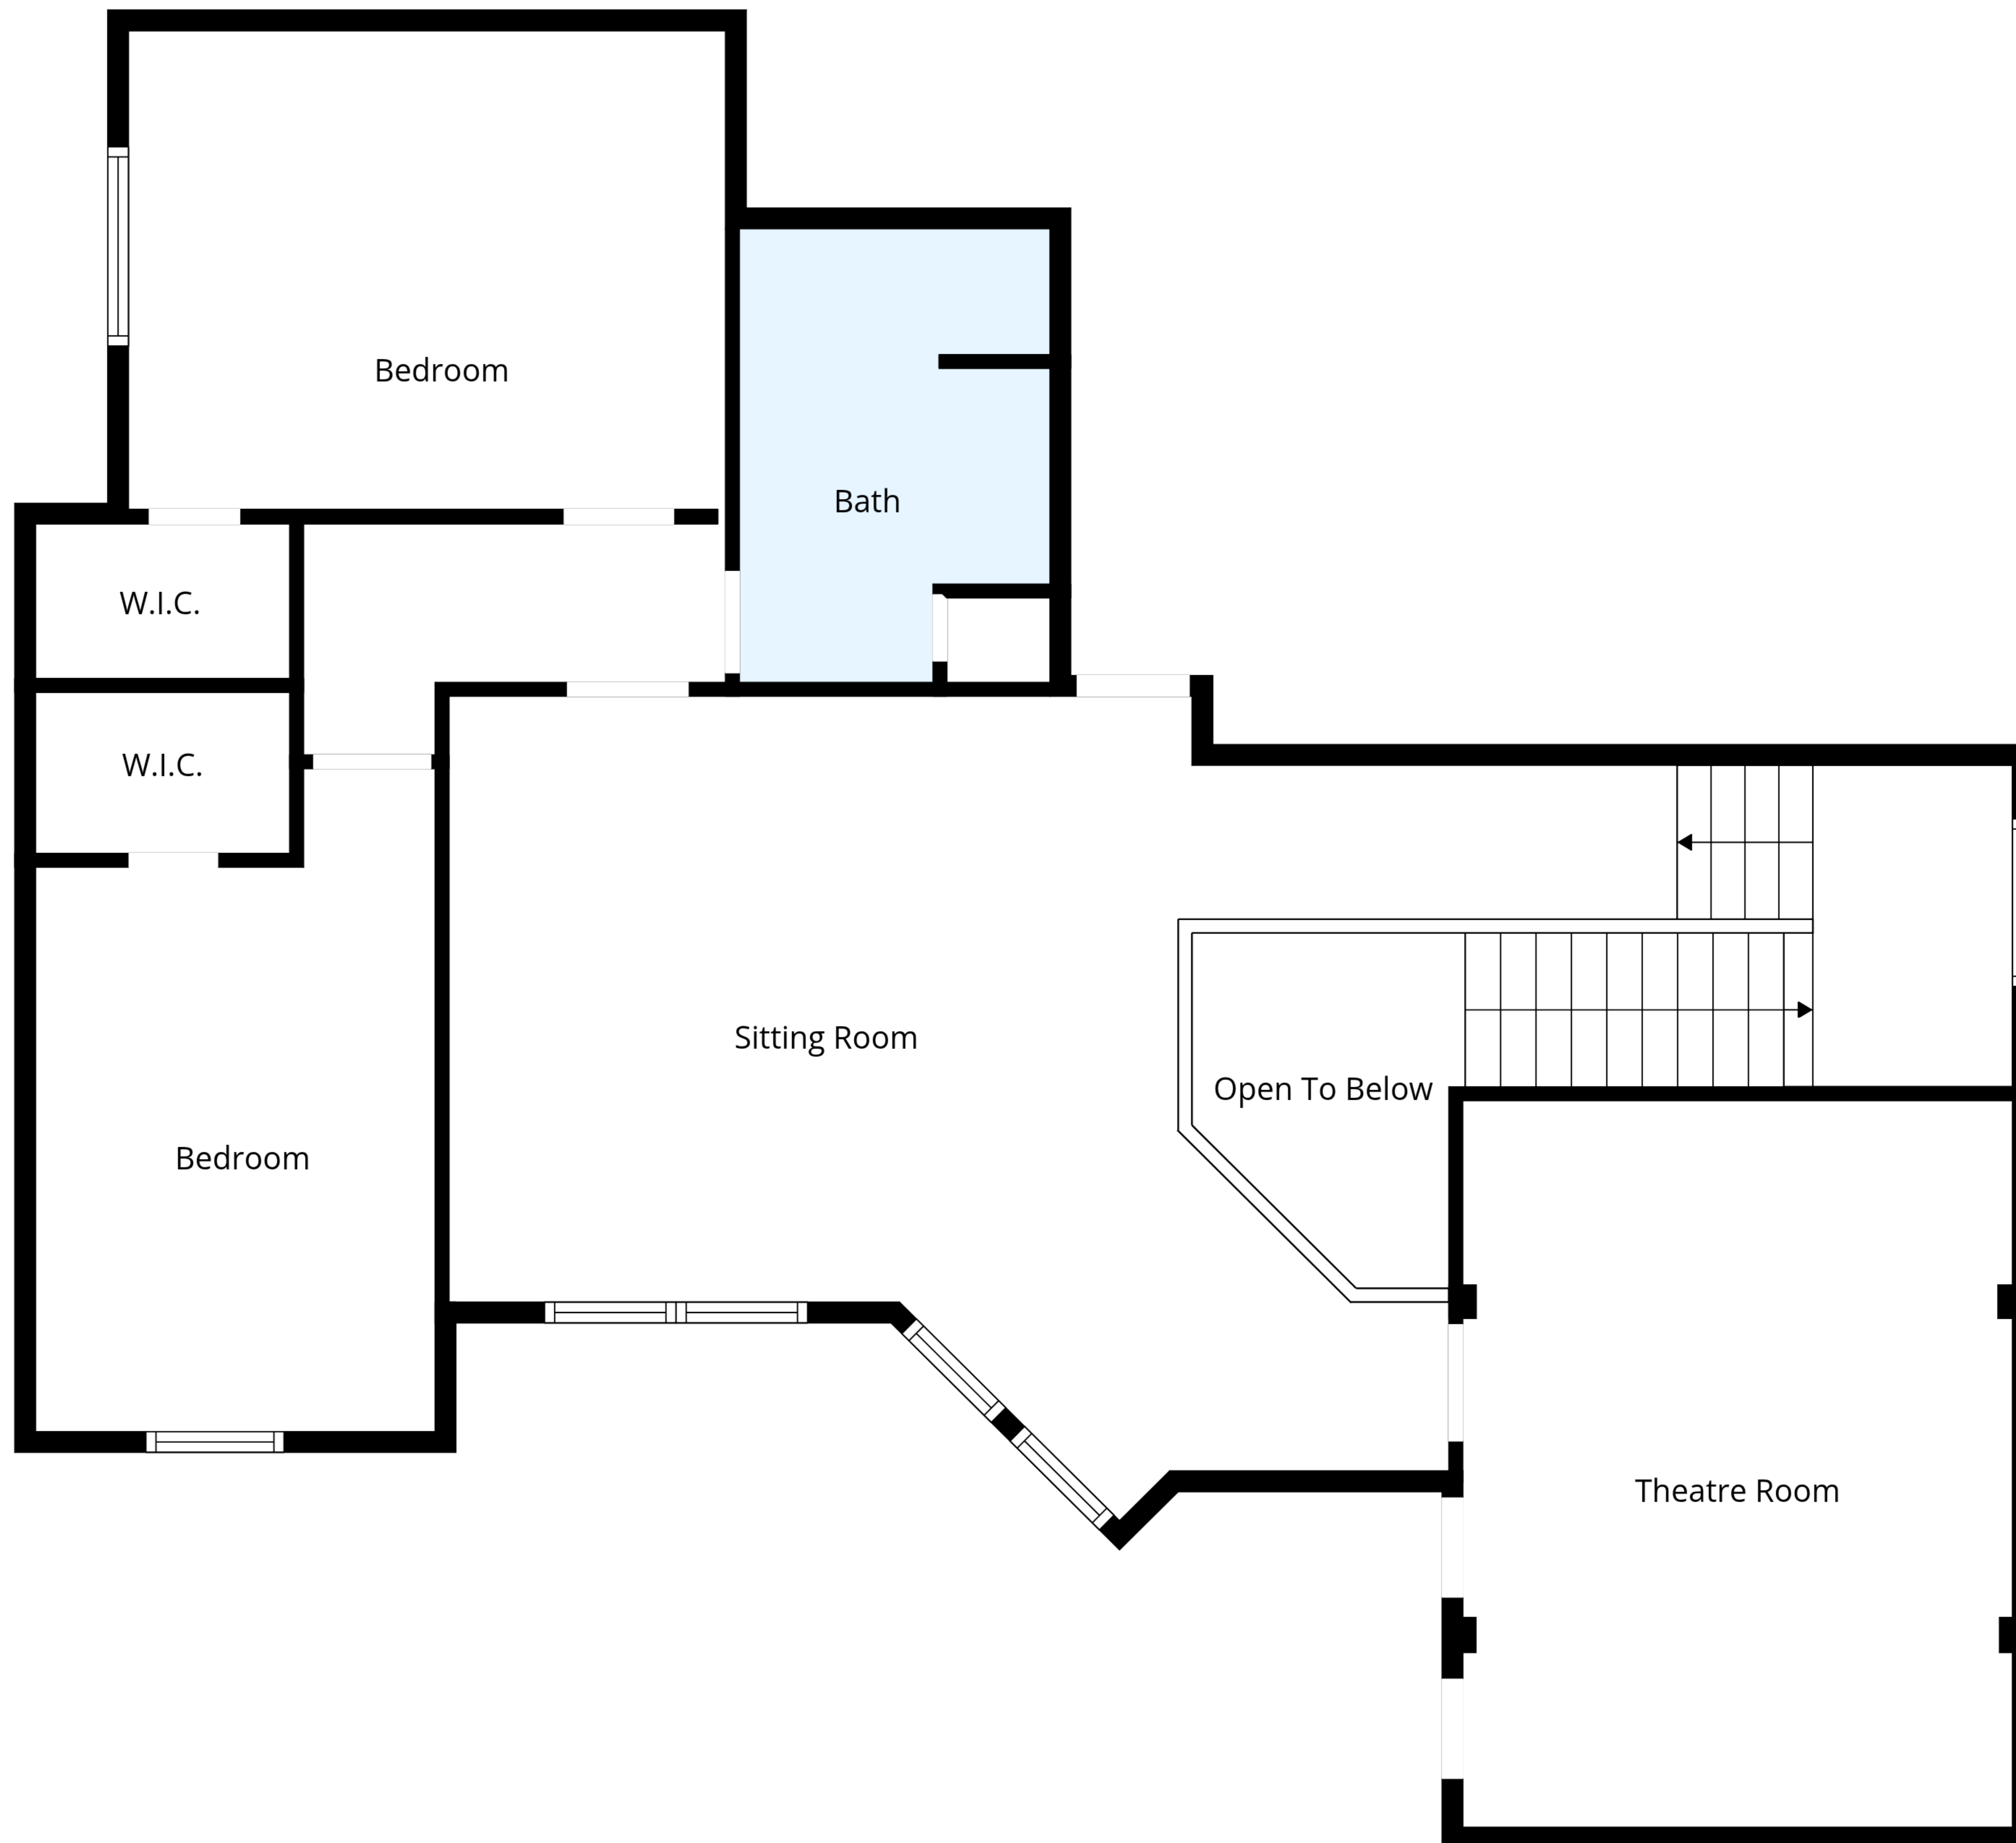 Bedroom
Bath
W.I.C.
W.I.C.
Sitting Room
Open To Below
Bedroom
Theatre Room